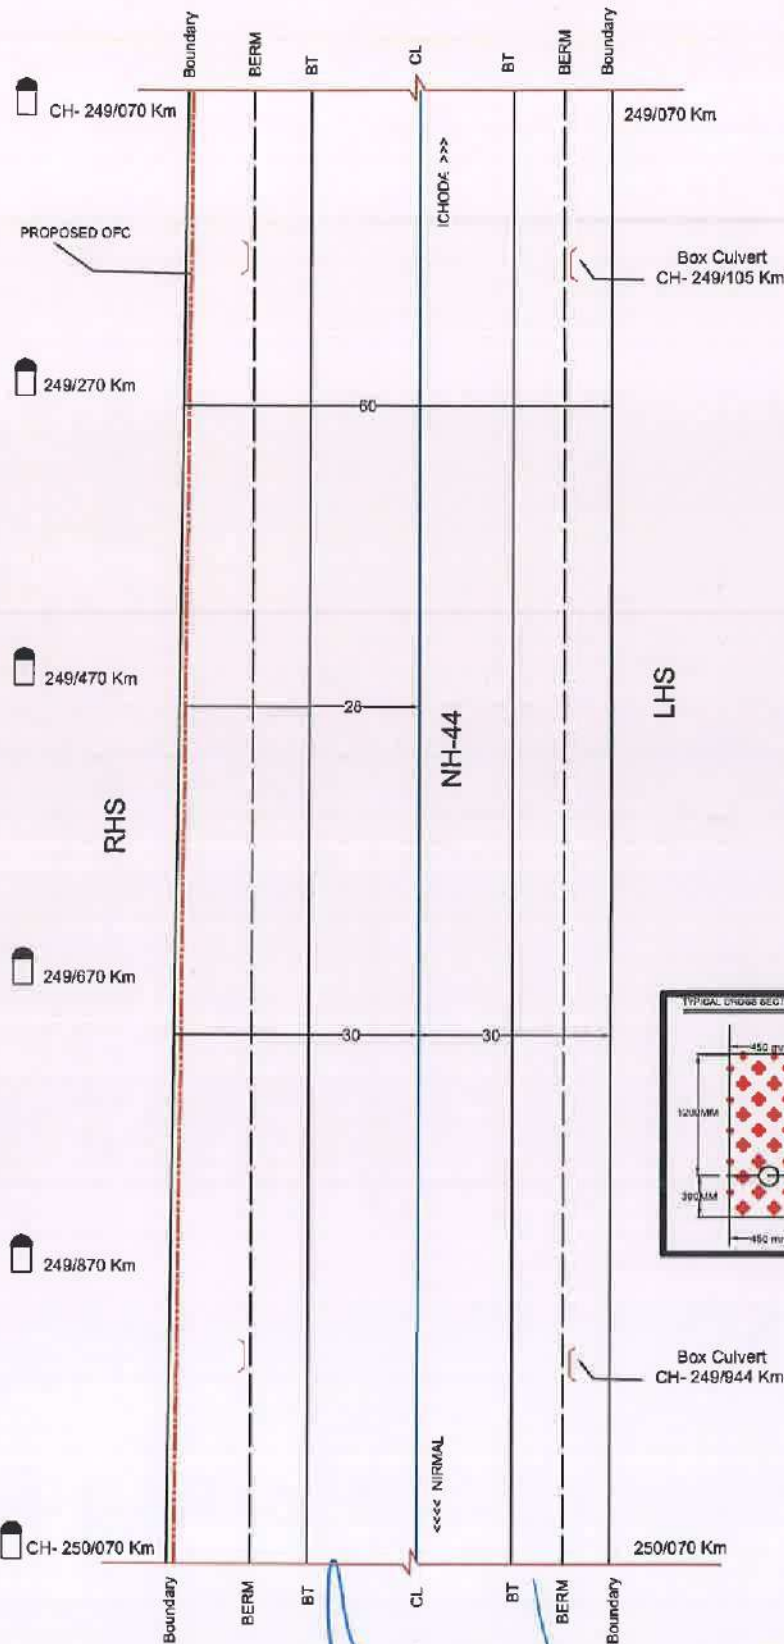 Boundary
BERM
BT
CL
BT
BERM
Boundary
CH- 249/070 Km
249/070 Km
ICHODA >>>
PROPOSED OFC
Box Culvert
CH- 249/105 Km
249/270 Km
60
249/470 Km
28
NH-44
LHS
RHS
249/670 Km
30
30
450
1200MM
300MM
450
249/870 Km
Box Culvert
CH- 249/944 Km
<<<< NIRMAL
CH- 250/070 Km
250/070 Km
Boundary
BERM
BT
CL
BT
BERM
Boundary